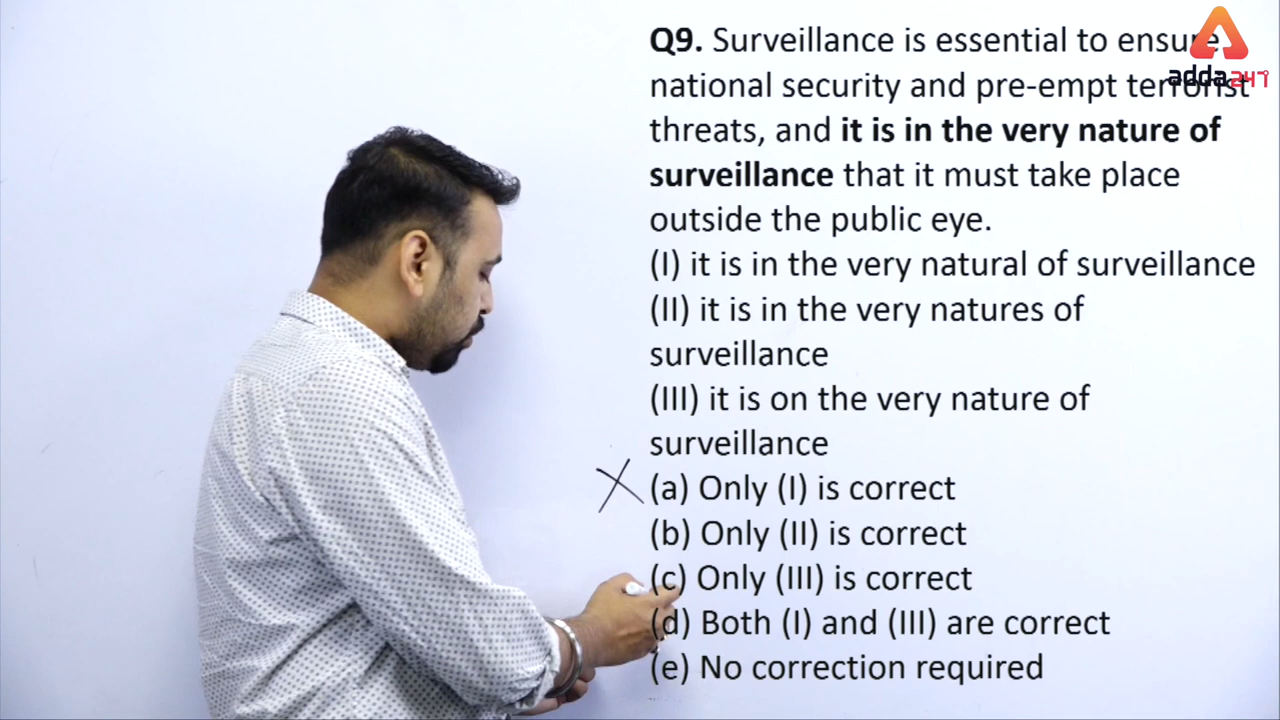 Q9. Surveillance is essential to ensure
adda247
national security and pre-empt terrorist
threats, and it is in the very nature of
surveillance that it must take place
outside the public eye.
(I) it is in the very natural of surveillance
(II) it is in the very natures of
surveillance
(III) it is on the very nature of
surveillance
(a) Only (I) is correct
(b) Only (II) is correct
(c) Only (III) is correct
(d) Both (I) and (III) are correct
(e) No correction required